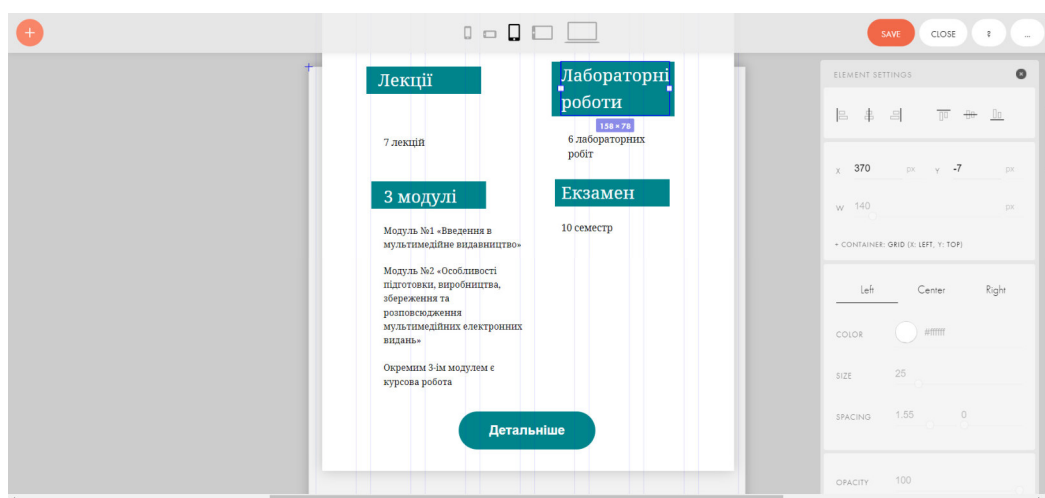 +
SAVE
CLOSE
...
Лекції
7 лекцій
Лабораторні
роботи
158 × 78
6 лабораторних
робіт
3 модулі
Модуль №1 «Введення в
мультимедійне видавництво»
Модуль №2 «Особливості
підготовки, виробництва,
збереження та
розповсюдження
мультимедійних електронних
видань»
Окремим 3-ім модулем є
курсова робота
Екзамен
10 семестр
Детальніше
ELEMENT SETTINGS
X 370 px Y -7 px
W 140 px
+ CONTAINER: GRID (X: LEFT, Y: TOP)
Left Center Right
COLOR #ffffff
SIZE 25
SPACING 1.55 0
OPACITY 100